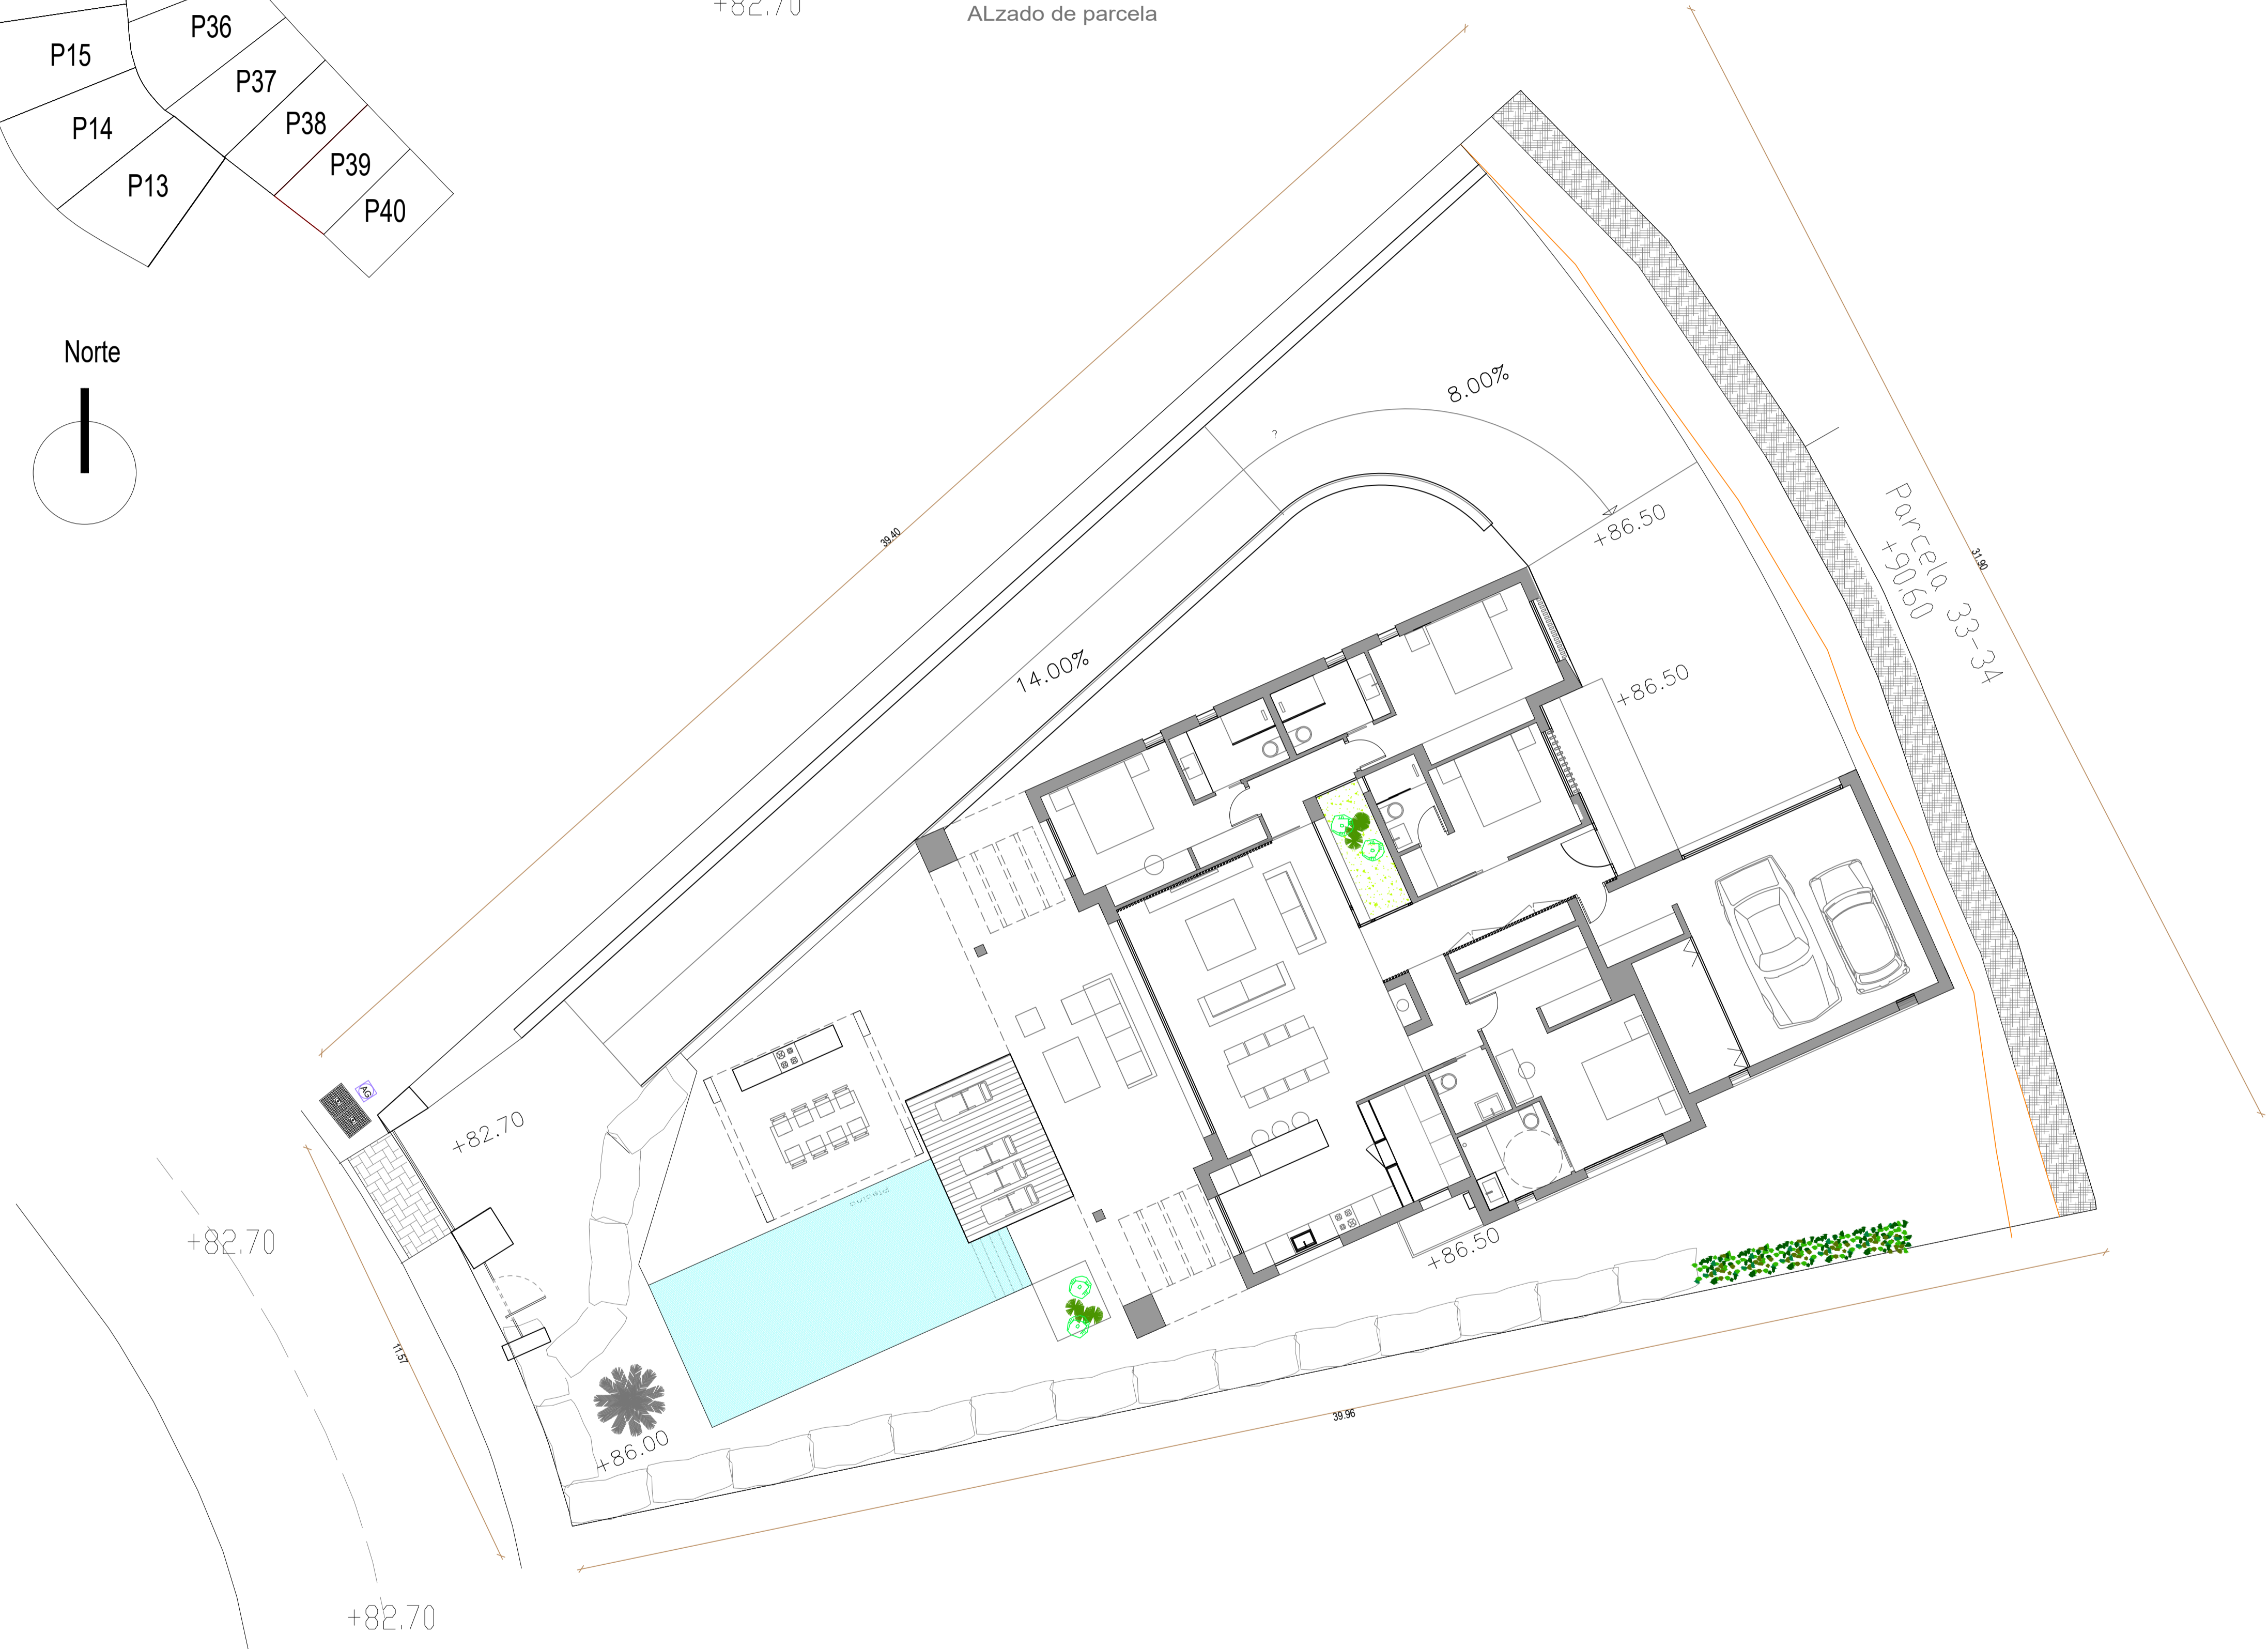 +82.70
ALzado de parcela
P36
P15
P37
P38
P14
P39
P13
P40
Norte
8.00%
?
+86.50
39.40
Parcela 33-34
+90.60
31.90
14.00%
+86.50
AG
+82.70
piscina
+82.70
+86.50
11.57
39.96
+86.00
+82.70